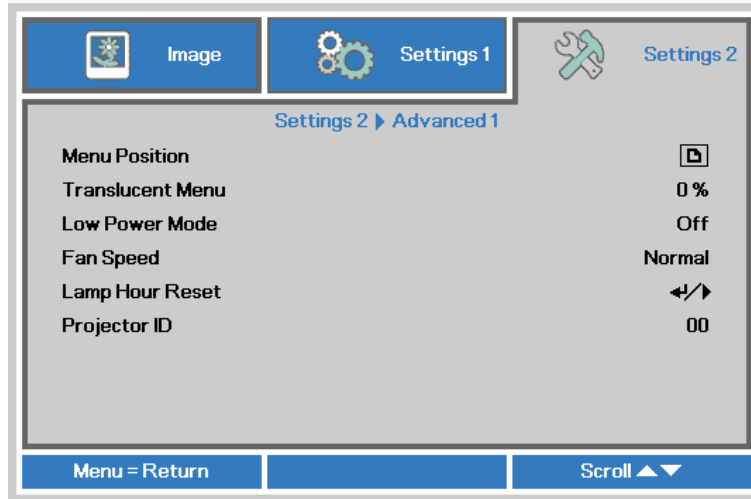 Image Settings 1 Settings 2
Settings 2 ▶ Advanced 1
Menu Position
Translucent Menu 0 %
Low Power Mode Off
Fan Speed Normal
Lamp Hour Reset ↵/▶
Projector ID 00
Menu = Return Scroll ▲▼